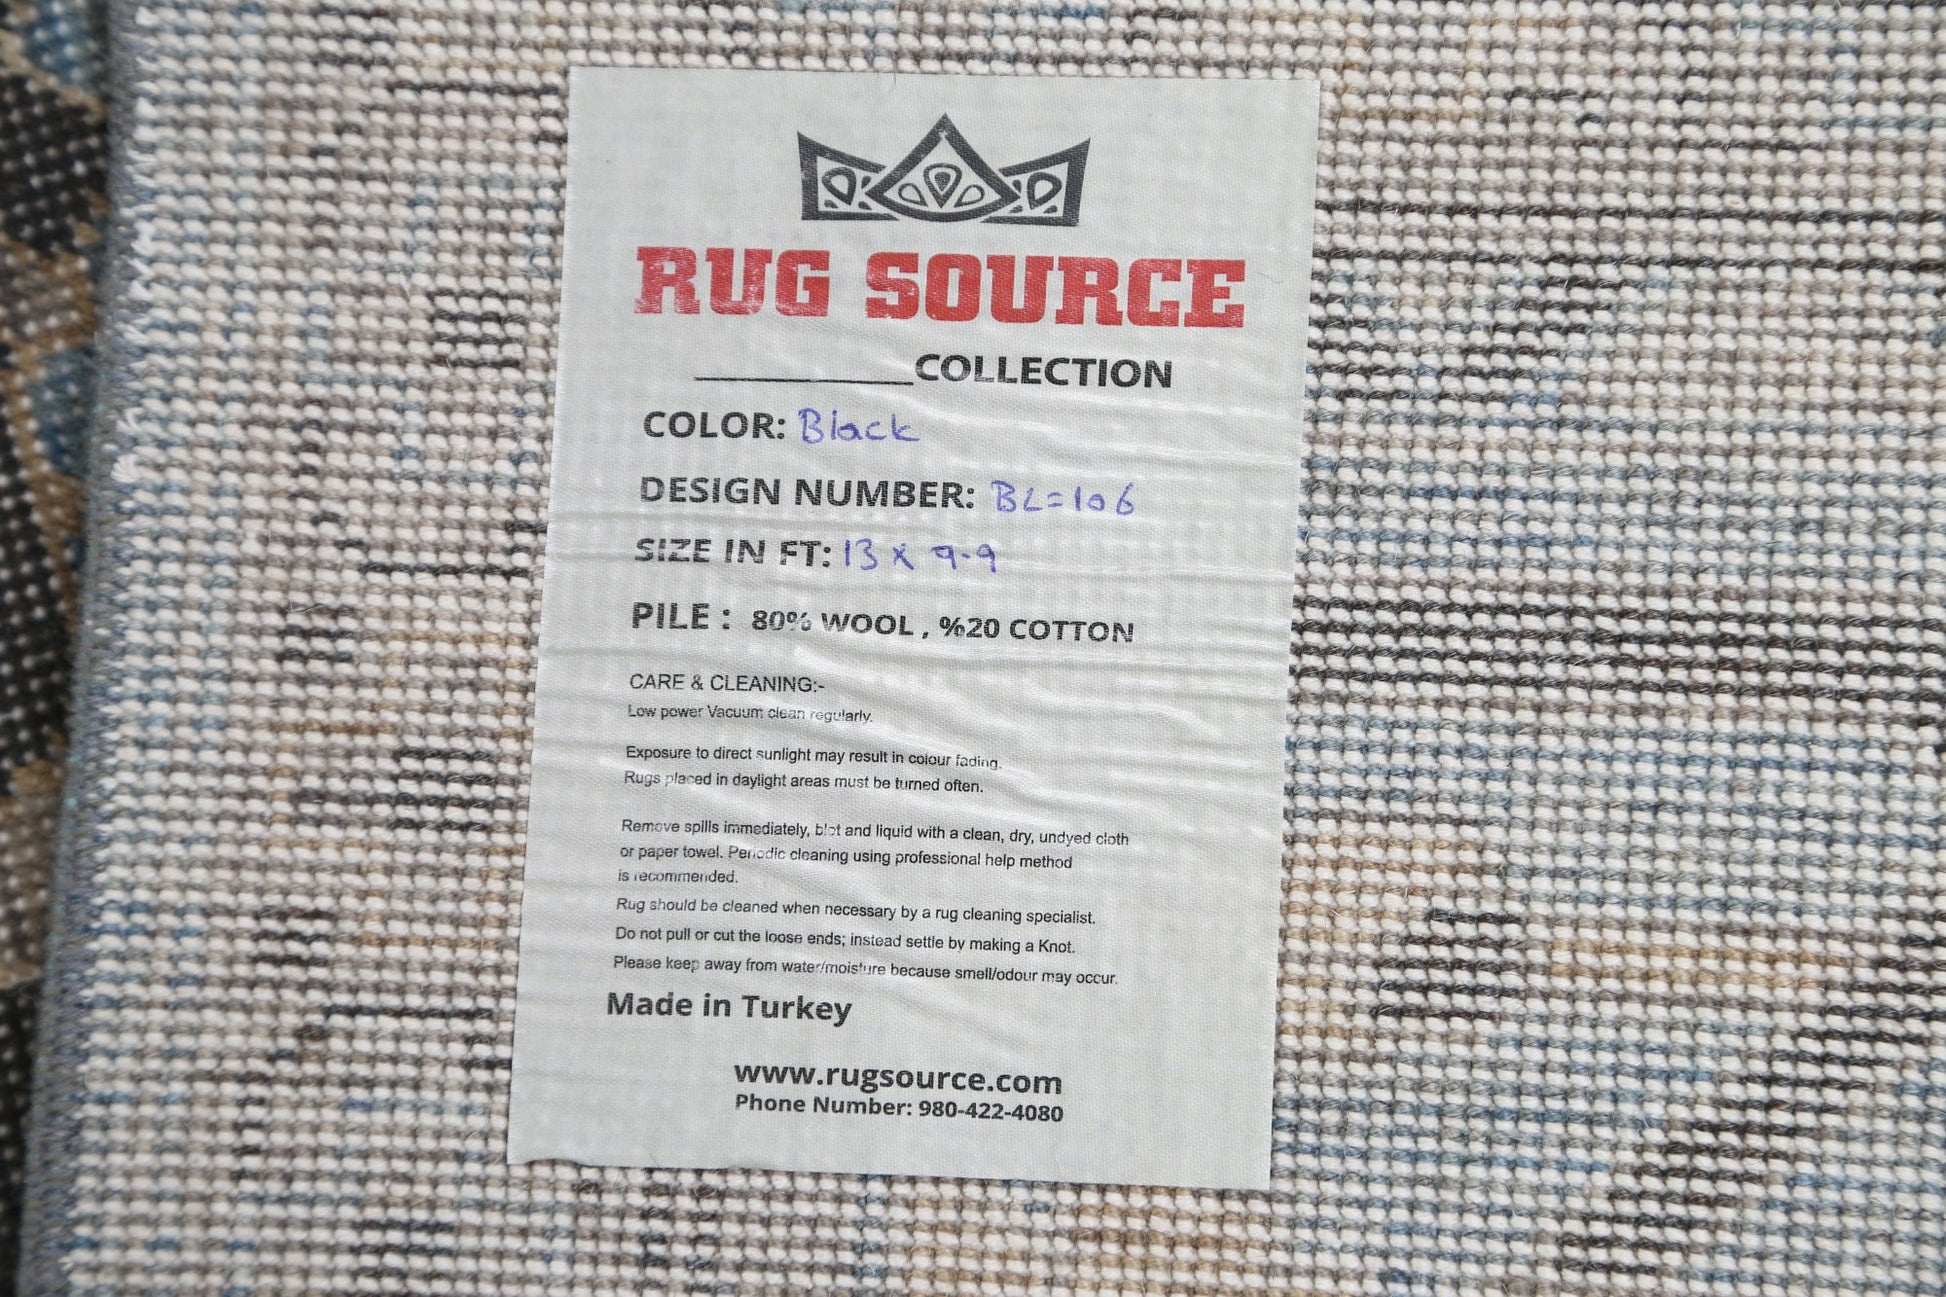 RUG SOURCE
__________COLLECTION
COLOR: Black
DESIGN NUMBER: BL=106
SIZE IN FT: 13 x 9-9
PILE : 80% WOOL , %20 COTTON
CARE & CLEANING:-
Low power Vacuum clean regularly.
Exposure to direct sunlight may result in colour fading.
Rugs placed in daylight areas must be turned often.
Remove spills immediately, blot and liquid with a clean, dry, undyed cloth
or paper towel. Periodic cleaning using professional help method
is recommended.
Rug should be cleaned when necessary by a rug cleaning specialist.
Do not pull or cut the loose ends; instead settle by making a Knot.
Please keep away from water/moisture because smell/odour may occur.
Made in Turkey
www.rugsource.com
Phone Number: 980-422-4080